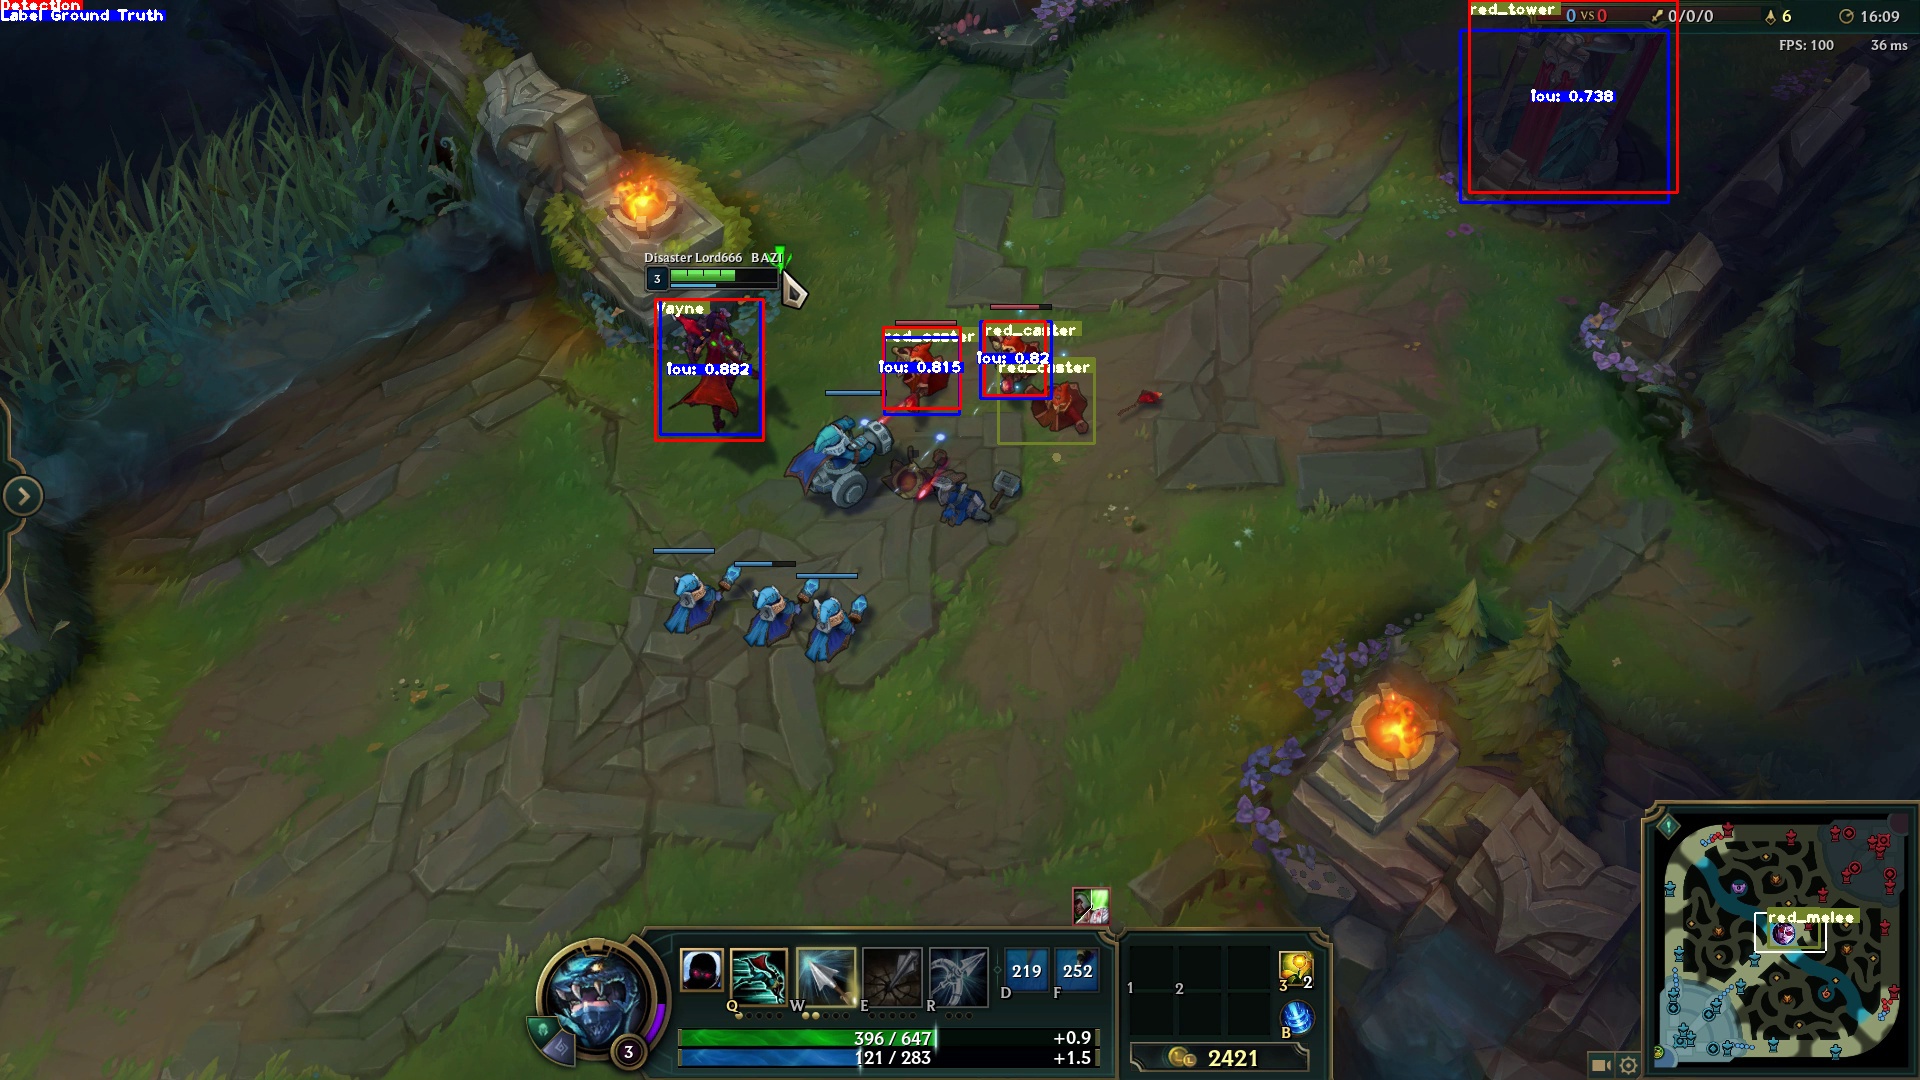 Detection
Label Ground Truth
red_tower
0 vs 0
0/0/0
6
16:09
FPS: 100
36 ms
Iou: 0.738
Disaster Lord666 BAZI
3
Vayne
Iou: 0.882
red_caster
Iou: 0.815
red_caster
Iou: 0.82
red_caster
red_melee
Q
W
E
R
219
D
252
F
1
2
3
2
B
3
396 / 647
+0.9
121 / 283
+1.5
2421